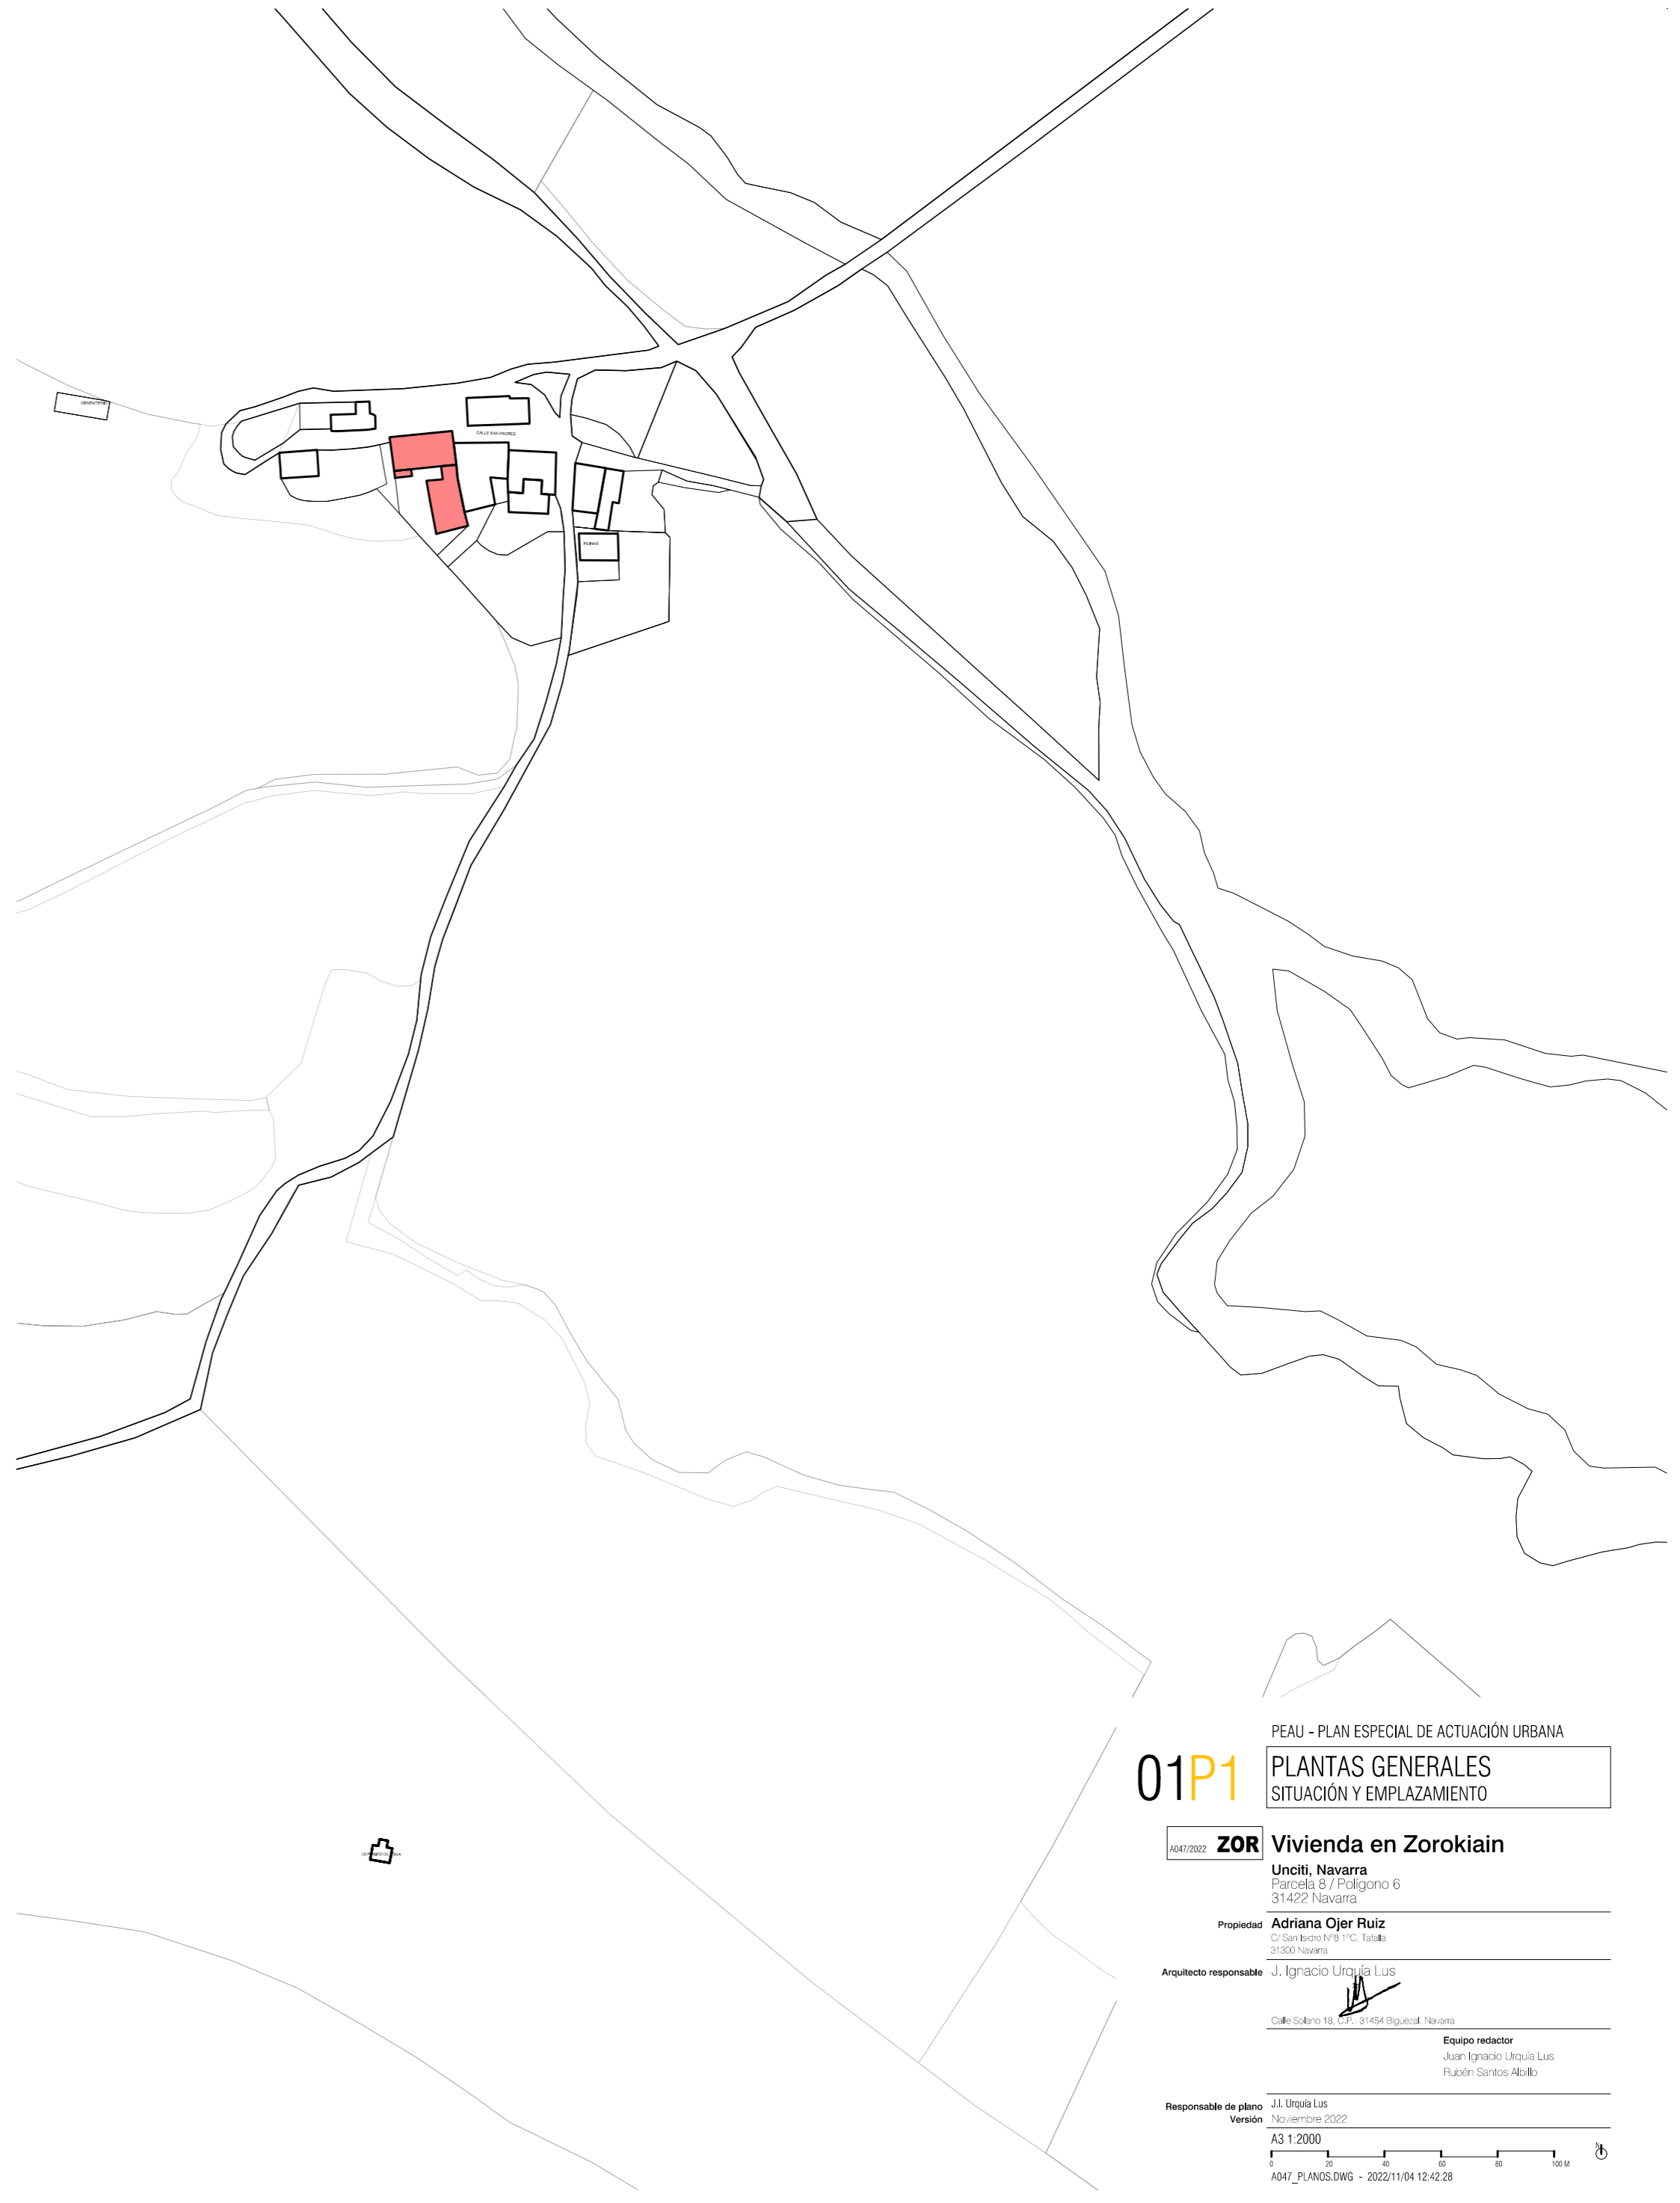 CEMENTERIO
CALLE SAN ANDRÉS
PEAU - PLAN ESPECIAL DE ACTUACIÓN URBANA
01P1
PLANTAS GENERALES
SITUACIÓN Y EMPLAZAMIENTO
A047/2022 ZOR
Vivienda en Zorokiain
Unciti, Navarra
Parcela 8 / Polígono 6
31422 Navarra
Propiedad
Adriana Ojer Ruiz
C/ San Isidro Nº8 1ºC. Tafalla
31300 Navarra
Arquitecto responsable
J. Ignacio Urquía Lus
Calle Solano 18, C.P.: 31454 Biguezal. Navarra
Equipo redactor
Juan Ignacio Urquía Lus
Rubén Santos Albillo
Responsable de plano
J.I. Urquía Lus
Versión
Noviembre 2022
A3 1:2000
N
0 20 40 60 80 100 M
A047_PLANOS.DWG - 2022/11/04 12:42:28